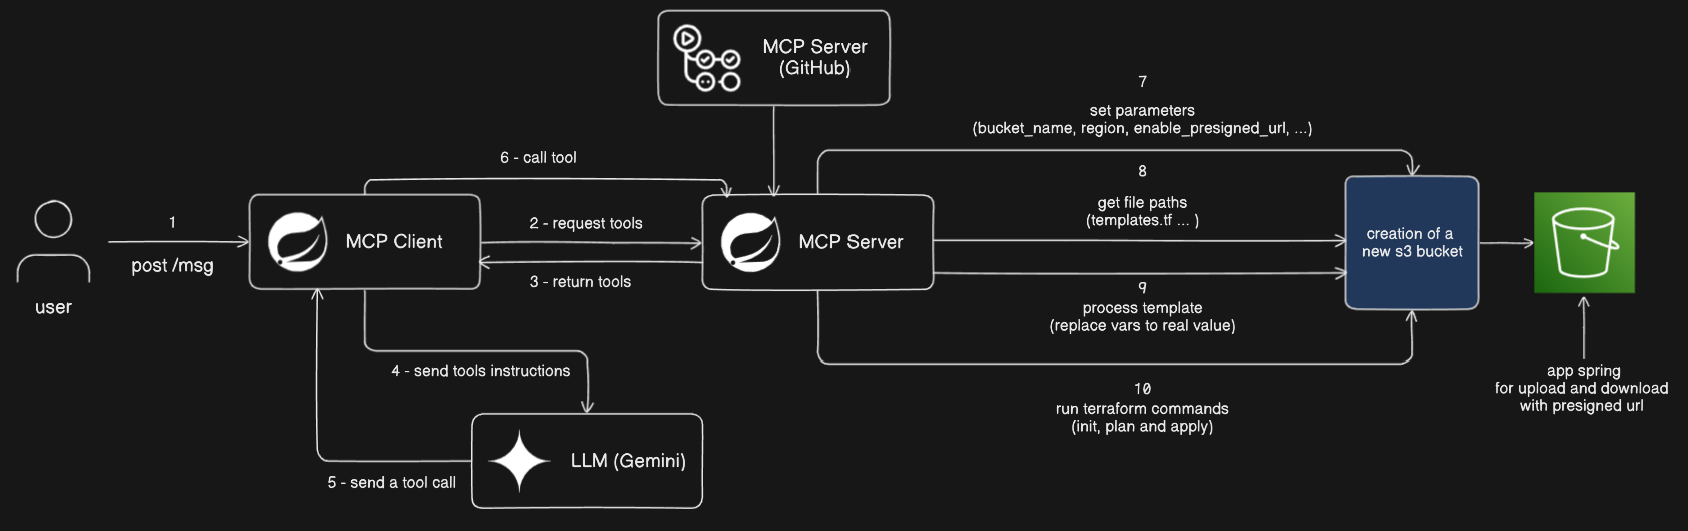 MCP Server
(GitHub)
7
set parameters
(bucket_name, region, enable_presigned_url, ...)
6 - call tool
8
get file paths
(templates.tf ... )
1
post /msg
user
MCP Client
2 - request tools
3 - return tools
MCP Server
creation of a
new s3 bucket
9
process template
(replace vars to real value)
4 - send tools instructions
10
run terraform commands
(init, plan and apply)
app spring
for upload and download
with presigned url
LLM (Gemini)
5 - send a tool call